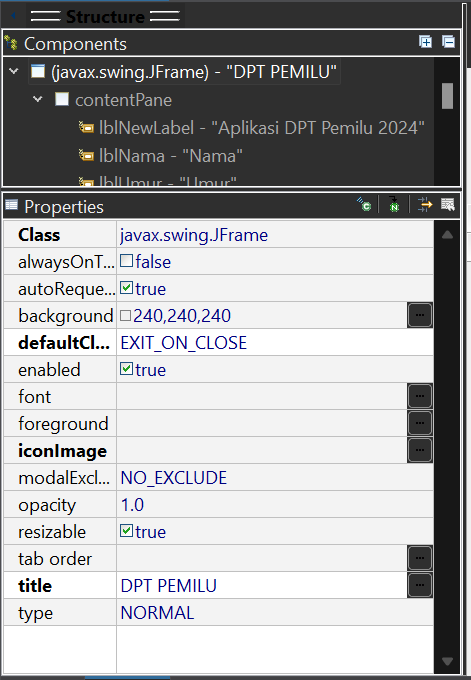 Structure
Components
(javax.swing.JFrame) - "DPT PEMILU"
contentPane
lblNewLabel - "Aplikasi DPT Pemilu 2024"
lblNama - "Nama"
lblUmur - "Umur"
Properties
Class javax.swing.JFrame
alwaysOnT... false
autoReque... true
background 240,240,240 ...
defaultCl... EXIT_ON_CLOSE
enabled true
font ...
foreground ...
iconImage ...
modalExcl... NO_EXCLUDE
opacity 1.0
resizable true
tab order ...
title DPT PEMILU ...
type NORMAL